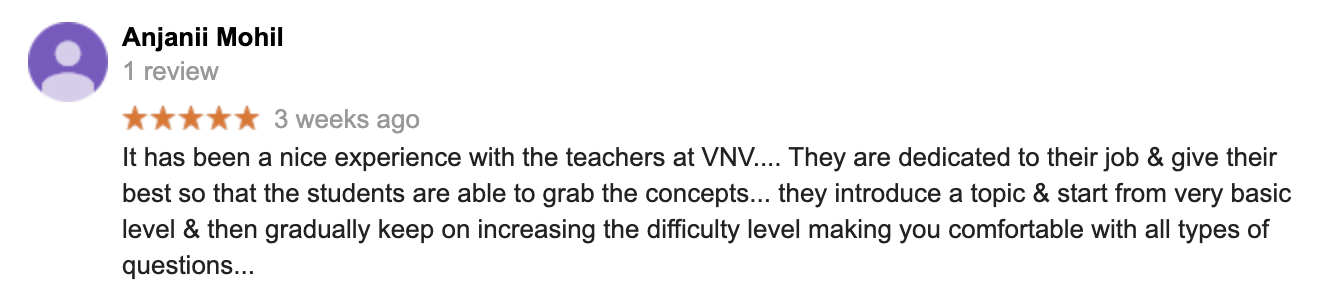 Anjanii Mohil
1 review
3 weeks ago
It has been a nice experience with the teachers at VNV.... They are dedicated to their job & give their
best so that the students are able to grab the concepts... they introduce a topic & start from very basic
level & then gradually keep on increasing the difficulty level making you comfortable with all types of
questions...